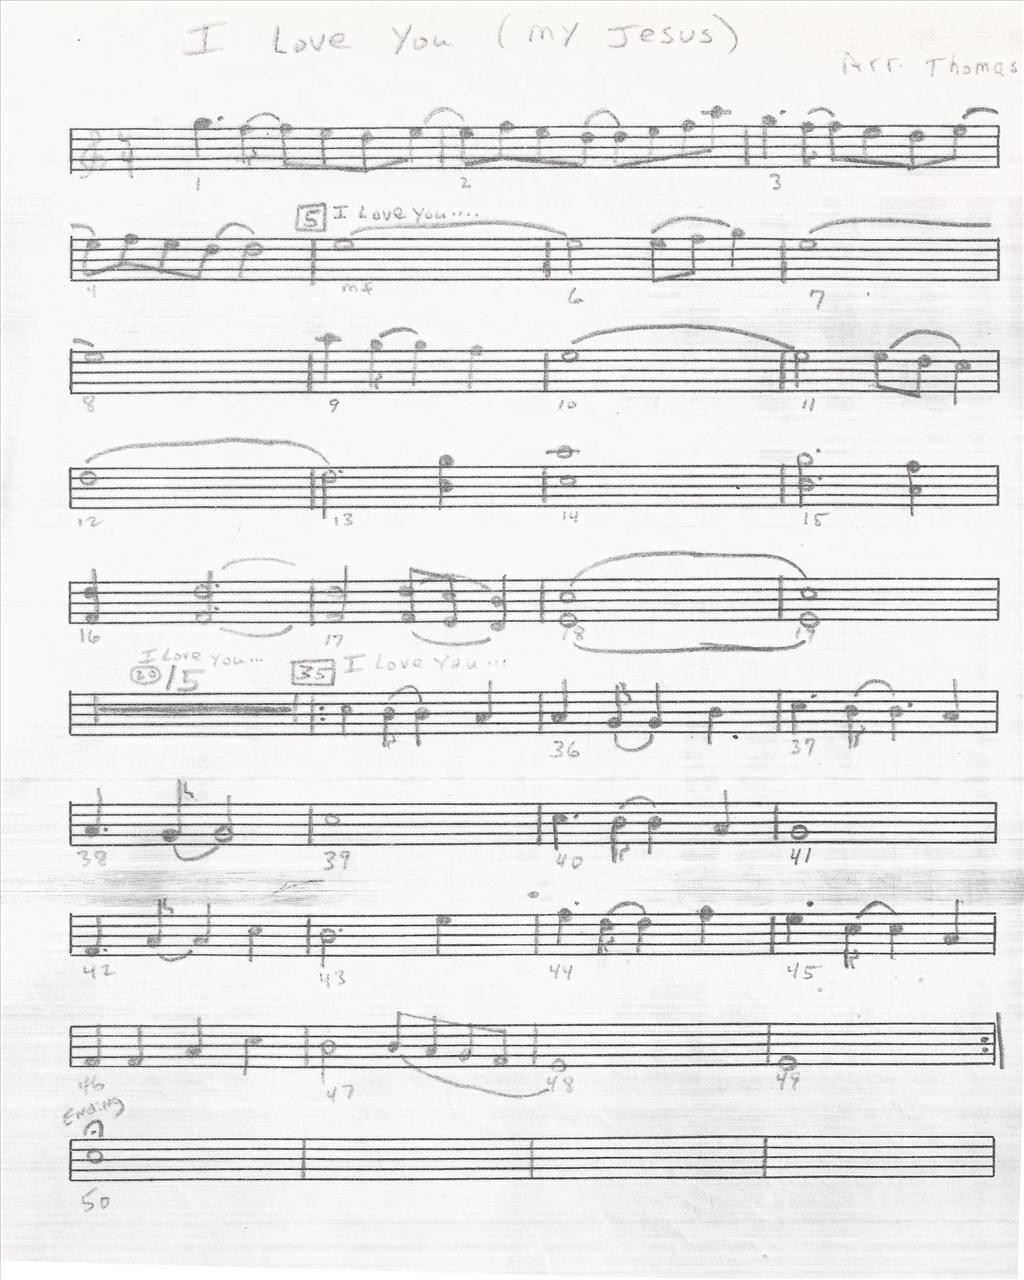 I Love You (my Jesus)
Arr. Thomas
4
4
1 2 3
5 I Love You....
4 mf 6 7
8 9 10 11
12 13 14 15
16 17 18 19
I Love You...
20 /5 35 I Love You...
36 37
38 39 40 41
42 43 44 45
46 47 48 49
Ending
50